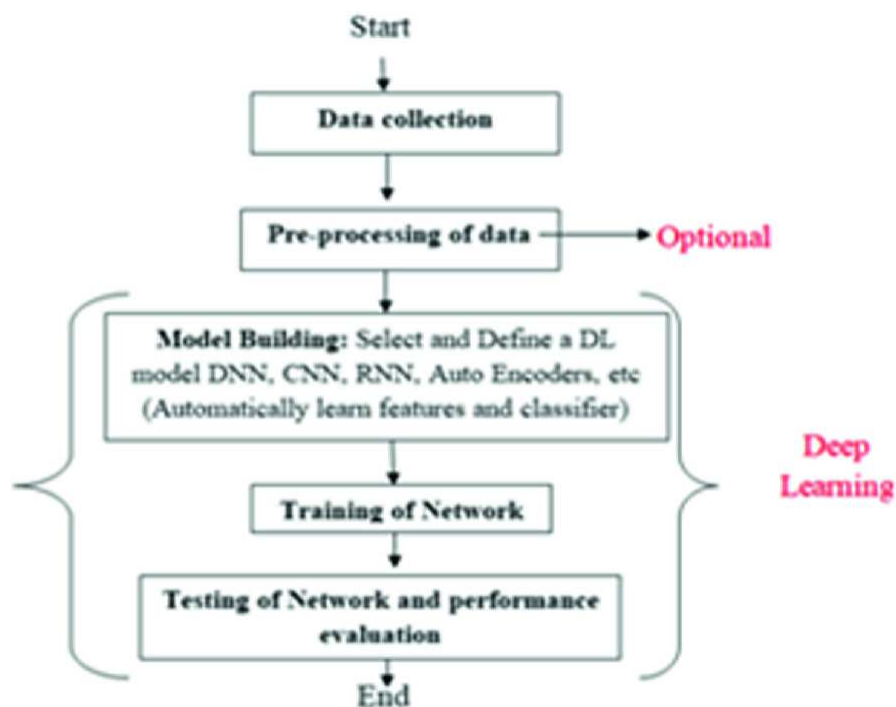 Start
Data collection
Pre-processing of data
Optional
Model Building: Select and Define a DL
model DNN, CNN, RNN, Auto Encoders, etc
(Automatically learn features and classifier)
Deep
Learning
Training of Network
Testing of Network and performance
evaluation
End